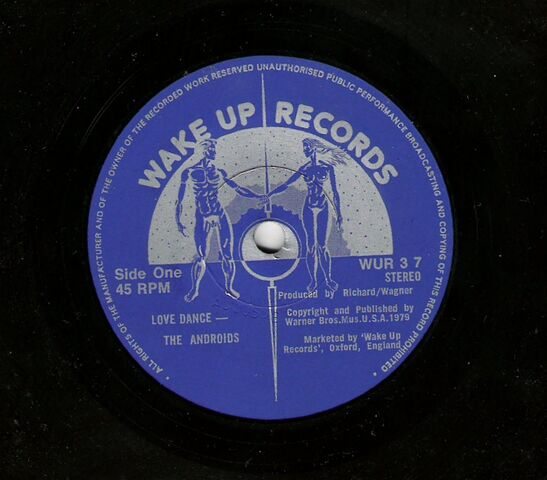 ALL RIGHTS OF THE MANUFACTURER AND OF THE OWNER OF THE RECORDED WORK RESERVED UNAUTHORISED PUBLIC PERFORMANCE BROADCASTING AND COPYING OF THIS RECORD PROHIBITED
WAKE UP RECORDS
Side One
45 RPM
WUR 3 7
STEREO
Produced by Richard/Wagner
LOVE DANCE —
THE ANDROIDS
Copyright and Published by
Warner Bros.Mus.U.S.A.1979
Marketed by 'Wake Up
Records', Oxford, England